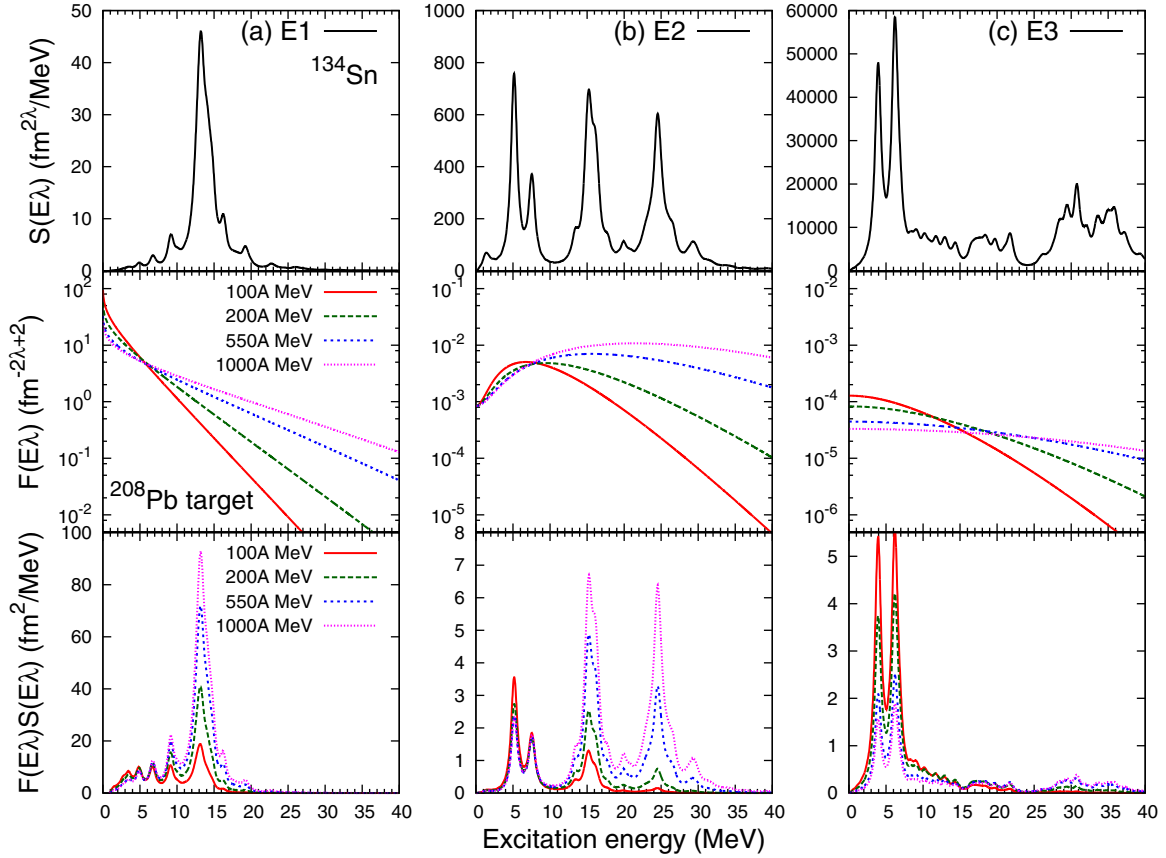 (a) E1
¹³⁴Sn
S(Eλ) (fm²λ/MeV)
50
40
30
20
10
0
(b) E2
1000
800
600
400
200
0
(c) E3
60000
50000
40000
30000
20000
10000
0
F(Eλ) (fm⁻²λ⁺²)
10²
10¹
10⁰
10⁻¹
10⁻²
100A MeV
200A MeV
550A MeV
1000A MeV
²⁰⁸Pb target
10⁻¹
10⁻²
10⁻³
10⁻⁴
10⁻⁵
10⁻²
10⁻³
10⁻⁴
10⁻⁵
10⁻⁶
F(Eλ)S(Eλ) (fm²/MeV)
100
80
60
40
20
0
100A MeV
200A MeV
550A MeV
1000A MeV
8
7
6
5
4
3
2
1
0
5
4
3
2
1
0
0 5 10 15 20 25 30 35 40
0 5 10 15 20 25 30 35 40
0 5 10 15 20 25 30 35 40
Excitation energy (MeV)